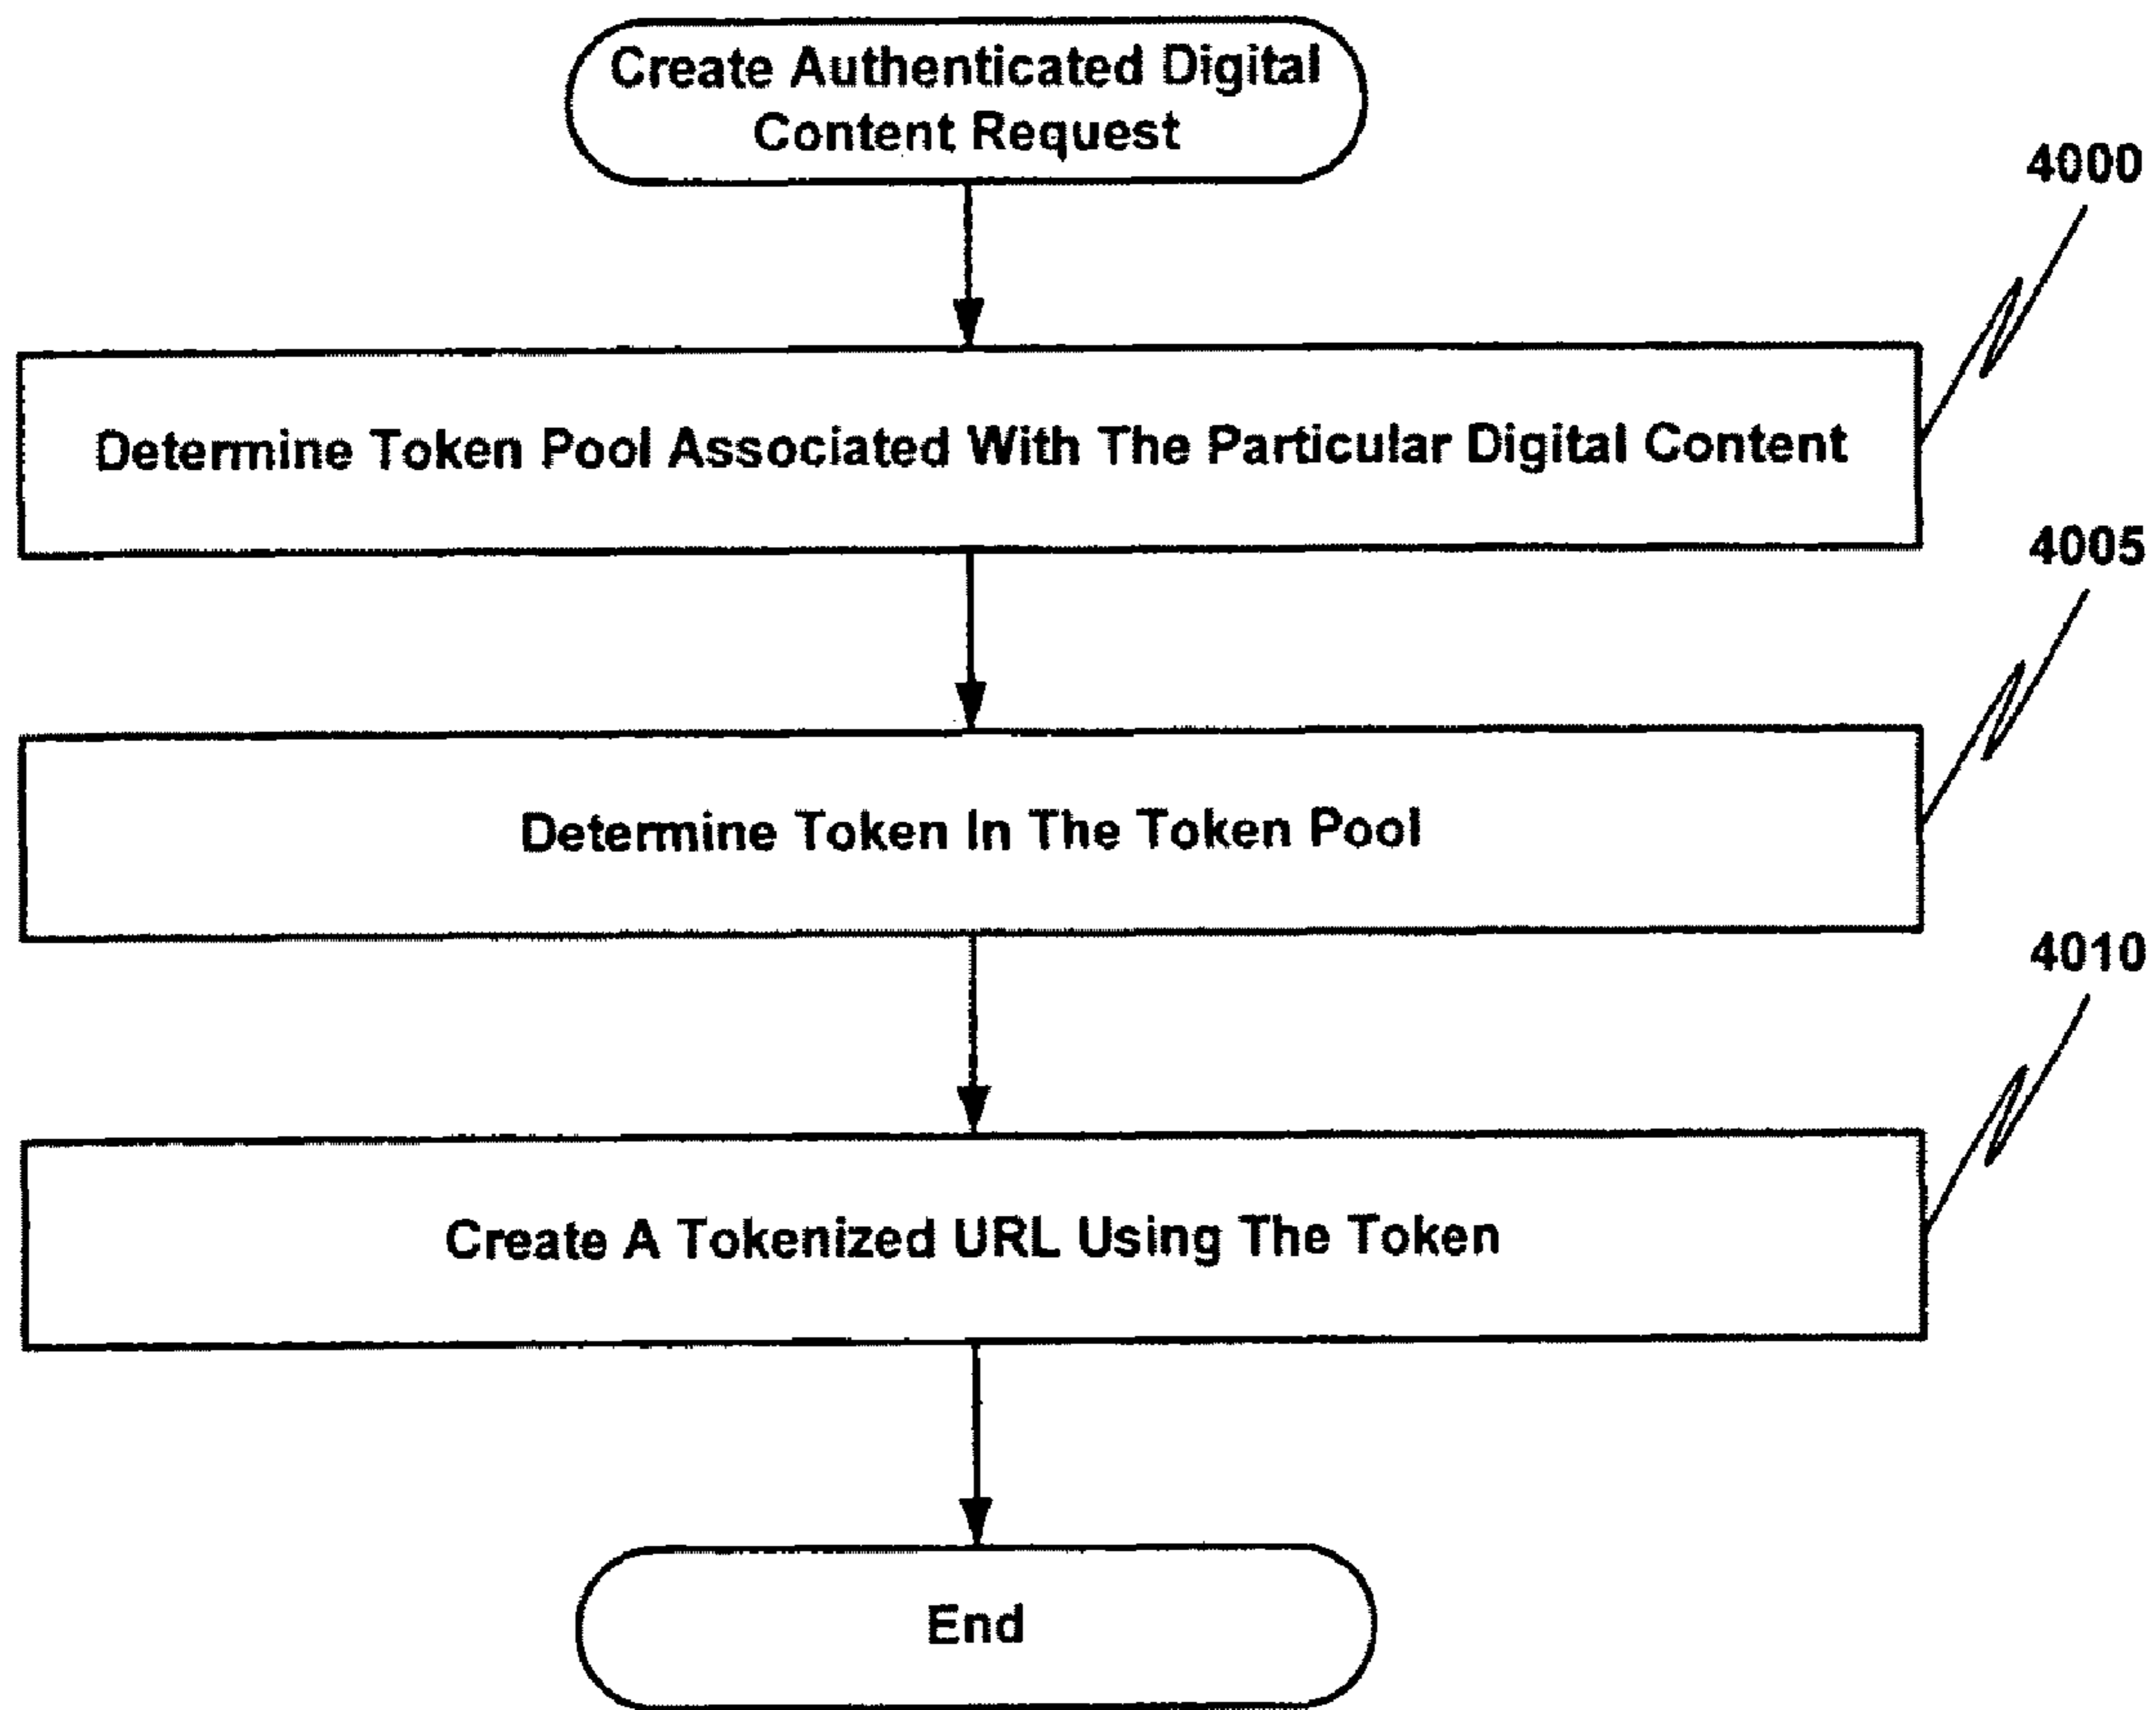 Create Authenticated Digital
Content Request
4000
Determine Token Pool Associated With The Particular Digital Content
4005
Determine Token In The Token Pool
4010
Create A Tokenized URL Using The Token
End